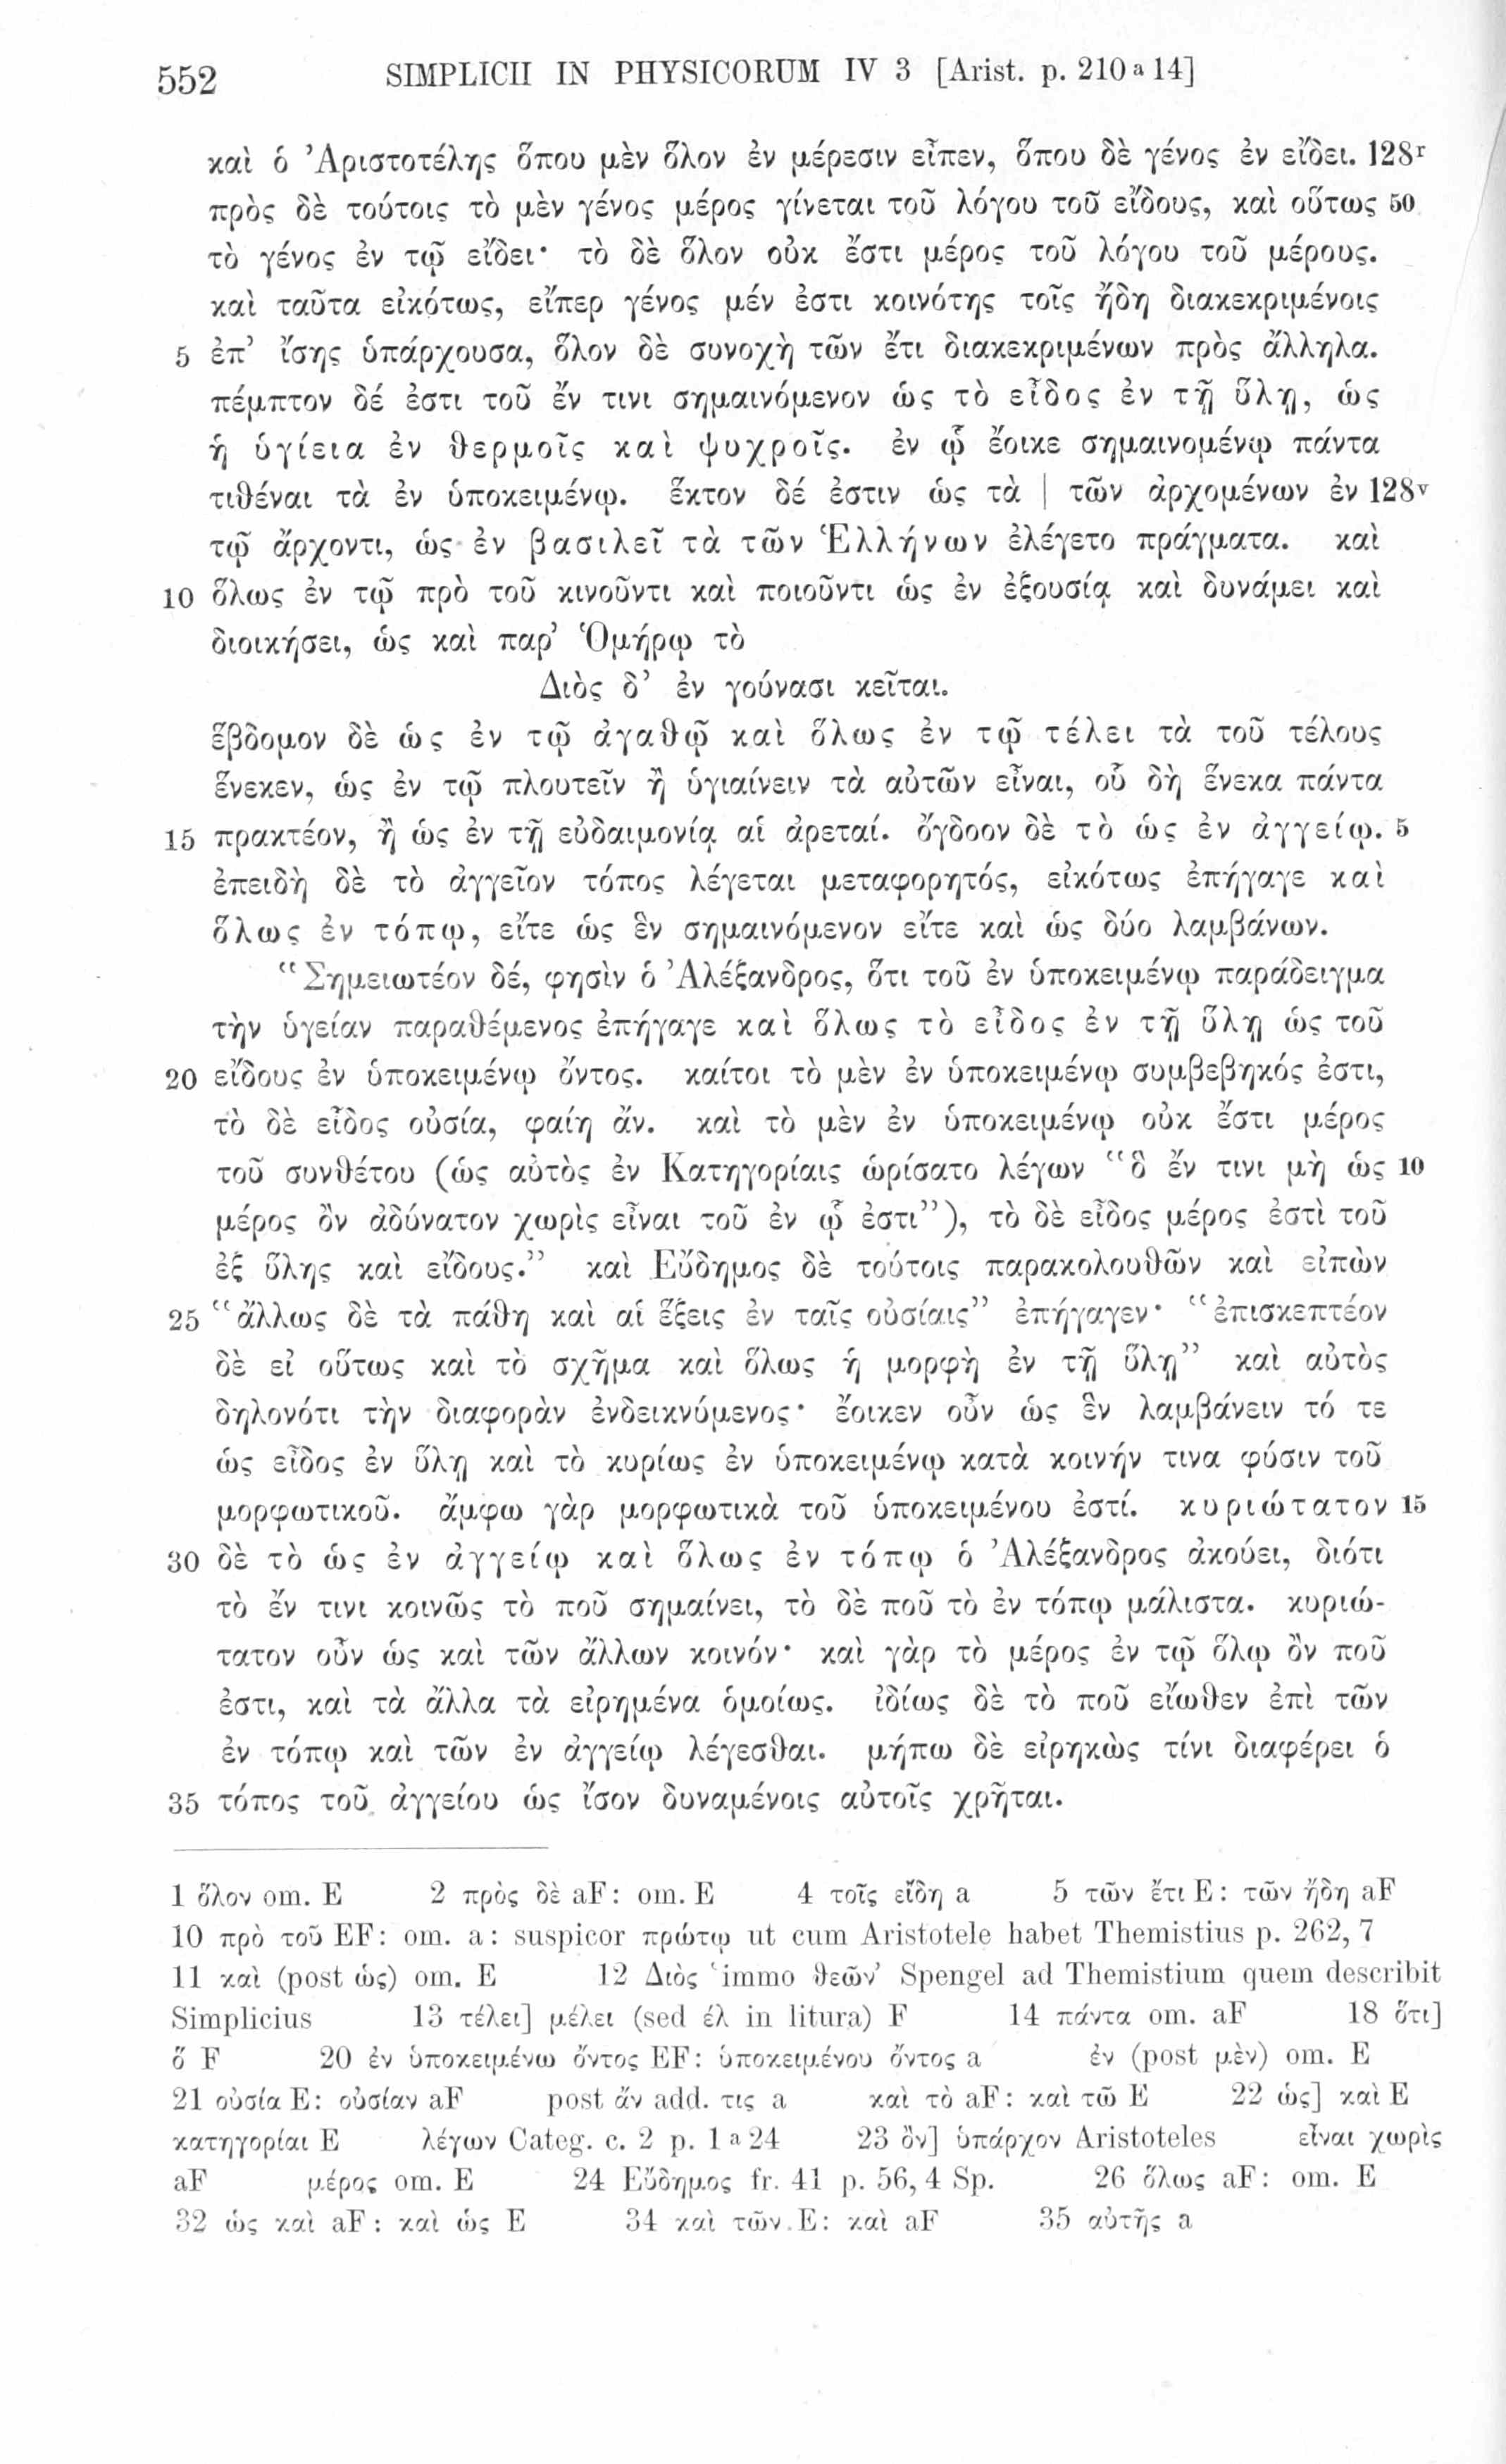 552 SIMPLICII IN PHYSICORUM IV 3 [Arist. p. 210 a 14]
καὶ ὁ Ἀριστοτέλης ὅπου μὲν ὅλον ἐν μέρεσιν εἶπεν, ὅπου δὲ γένος ἐν εἴδει. 128r
πρὸς δὲ τούτοις τὸ μὲν γένος μέρος γίνεται τοῦ λόγου τοῦ εἴδους, καὶ οὕτως 50
τὸ γένος ἐν τῷ εἴδει· τὸ δὲ ὅλον οὐκ ἔστι μέρος τοῦ λόγου τοῦ μέρους.
καὶ ταῦτα εἰκότως, εἴπερ γένος μέν ἐστι κοινότης τοῖς ἤδη διακεκριμένοις
5 ἐπ’ ἴσης ὑπάρχουσα, ὅλον δὲ συνοχὴ τῶν ἔτι διακεκριμένων πρὸς ἄλληλα.
πέμπτον δέ ἐστι τοῦ ἔν τινι σημαινόμενον ὡς τὸ εἶδος ἐν τῇ ὕλῃ, ὡς
ἡ ὑγίεια ἐν θερμοῖς καὶ ψυχροῖς. ἐν ᾧ ἔοικε σημαινομένῳ πάντα
τιθέναι τὰ ἐν ὑποκειμένῳ. ἕκτον δέ ἐστιν ὡς τὰ | τῶν ἀρχομένων ἐν 128v
τῷ ἄρχοντι, ὡς ἐν βασιλεῖ τὰ τῶν Ἑλλήνων ἐλέγετο πράγματα. καὶ
10 ὅλως ἐν τῷ πρὸ τοῦ κινοῦντι καὶ ποιοῦντι ὡς ἐν ἐξουσίᾳ καὶ δυνάμει καὶ
διοικήσει, ὡς καὶ παρ’ Ὁμήρῳ τὸ
Διὸς δ’ ἐν γούνασι κεῖται.
ἕβδομον δὲ ὡς ἐν τῷ ἀγαθῷ καὶ ὅλως ἐν τῷ τέλει τὰ τοῦ τέλους
ἕνεκεν, ὡς ἐν τῷ πλουτεῖν ἢ ὑγιαίνειν τὰ αὐτῶν εἶναι, οὗ δὴ ἕνεκα πάντα
15 πρακτέον, ἢ ὡς ἐν τῇ εὐδαιμονίᾳ αἱ ἀρεταί. ὄγδοον δὲ τὸ ὡς ἐν ἀγγείῳ. 5
ἐπειδὴ δὲ τὸ ἀγγεῖον τόπος λέγεται μεταφορητός, εἰκότως ἐπήγαγε καὶ
ὅλως ἐν τόπῳ, εἴτε ὡς ἓν σημαινόμενον εἴτε καὶ ὡς δύο λαμβάνων.
“Σημειωτέον δέ, φησὶν ὁ Ἀλέξανδρος, ὅτι τοῦ ἐν ὑποκειμένῳ παράδειγμα
τὴν ὑγείαν παραθέμενος ἐπήγαγε καὶ ὅλως τὸ εἶδος ἐν τῇ ὕλῃ ὡς τοῦ
20 εἴδους ἐν ὑποκειμένῳ ὄντος. καίτοι τὸ μὲν ἐν ὑποκειμένῳ συμβεβηκός ἐστι,
τὸ δὲ εἶδος οὐσία, φαίη ἄν. καὶ τὸ μὲν ἐν ὑποκειμένῳ οὐκ ἔστι μέρος
τοῦ συνθέτου (ὡς αὐτὸς ἐν Κατηγορίαις ὡρίσατο λέγων “ὃ ἔν τινι μὴ ὡς 10
μέρος ὂν ἀδύνατον χωρὶς εἶναι τοῦ ἐν ᾧ ἐστι”), τὸ δὲ εἶδος μέρος ἐστὶ τοῦ
ἐξ ὕλης καὶ εἴδους.” καὶ Εὔδημος δὲ τούτοις παρακολουθῶν καὶ εἰπὼν
25 “ἄλλως δὲ τὰ πάθη καὶ αἱ ἕξεις ἐν ταῖς οὐσίαις” ἐπήγαγεν· “ἐπισκεπτέον
δὲ εἰ οὕτως καὶ τὸ σχῆμα καὶ ὅλως ἡ μορφὴ ἐν τῇ ὕλῃ” καὶ αὐτὸς
δηλονότι τὴν διαφορὰν ἐνδεικνύμενος· ἔοικεν οὖν ὡς ἓν λαμβάνειν τό τε
ὡς εἶδος ἐν ὕλῃ καὶ τὸ κυρίως ἐν ὑποκειμένῳ κατὰ κοινήν τινα φύσιν τοῦ
μορφωτικοῦ. ἄμφω γὰρ μορφωτικὰ τοῦ ὑποκειμένου ἐστί. κυριώτατον 15
30 δὲ τὸ ὡς ἐν ἀγγείῳ καὶ ὅλως ἐν τόπῳ ὁ Ἀλέξανδρος ἀκούει, διότι
τὸ ἔν τινι κοινῶς τὸ ποῦ σημαίνει, τὸ δὲ ποῦ τὸ ἐν τόπῳ μάλιστα. κυριώ-
τατον οὖν ὡς καὶ τῶν ἄλλων κοινόν· καὶ γὰρ τὸ μέρος ἐν τῷ ὅλῳ ὂν ποῦ
ἐστι, καὶ τὰ ἄλλα τὰ εἰρημένα ὁμοίως. ἰδίως δὲ τὸ ποῦ εἴωθεν ἐπὶ τῶν
ἐν τόπῳ καὶ τῶν ἐν ἀγγείῳ λέγεσθαι. μήπω δὲ εἰρηκὼς τίνι διαφέρει ὁ
35 τόπος τοῦ ἀγγείου ὡς ἴσον δυναμένοις αὐτοῖς χρῆται.
1 ὅλον om. E 2 πρὸς δὲ aF: om. E 4 τοῖς εἴδη a 5 τῶν ἔτι E: τῶν ἤδη aF
10 πρὸ τοῦ EF: om. a: suspicor πρώτῳ ut cum Aristotele habet Themistius p. 262, 7
11 καὶ (post ὡς) om. E 12 Διὸς ‘immo θεῶν’ Spengel ad Themistium quem describit
Simplicius 13 τέλει] μέλει (sed έλ in litura) F 14 πάντα om. aF 18 ὅτι]
ὅ F 20 ἐν ὑποκειμένω ὄντος EF: ὑποκειμένου ὄντος a ἐν (post μὲν) om. E
21 οὐσία E: οὐσίαν aF post ἄν add. τις a καὶ τὸ aF: καὶ τῶ E 22 ὡς] καὶ E
κατηγορίαι E λέγων Categ. c. 2 p. 1 a 24 23 ὂν] ὑπάρχον Aristoteles εἶναι χωρὶς
aF μέρος om. E 24 Εὔδημος fr. 41 p. 56, 4 Sp. 26 ὅλως aF: om. E
32 ὡς καὶ aF: καὶ ὡς E 34 καὶ τῶν E: καὶ aF 35 αὐτῆς a